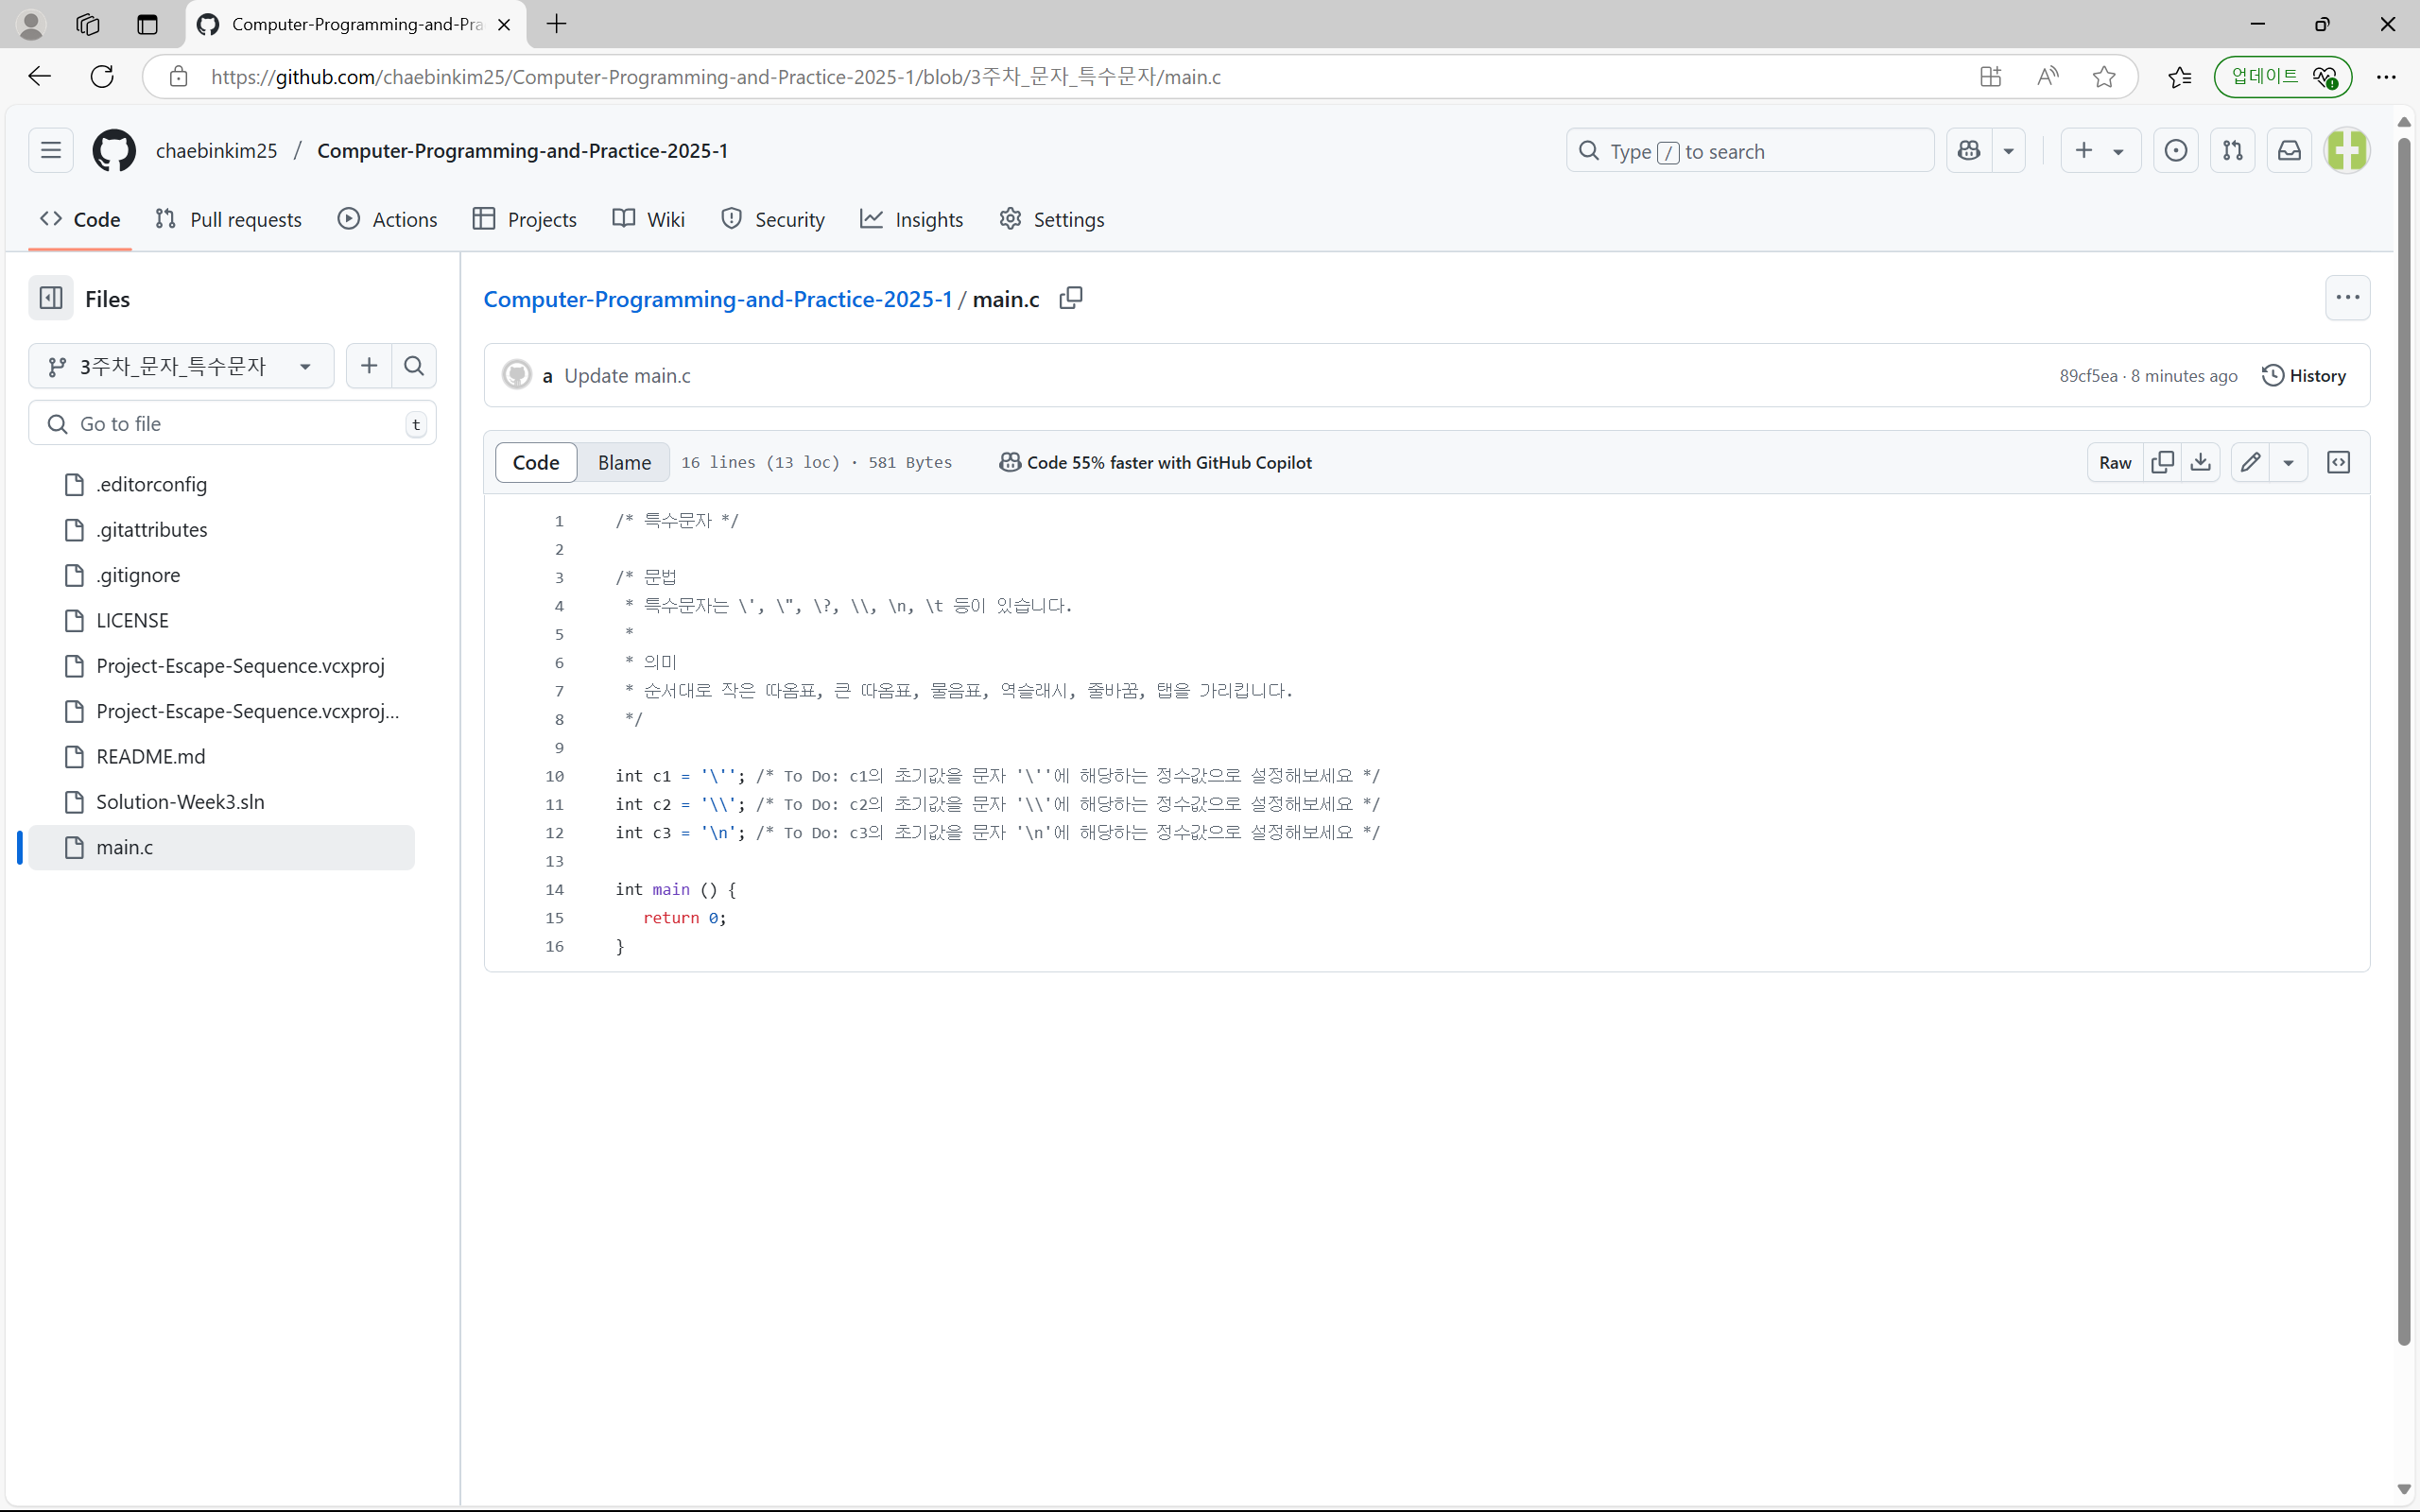 Computer-Programming-and-Pra
https://github.com/chaebinkim25/Computer-Programming-and-Practice-2025-1/blob/3주차_문자_특수문자/main.c
업데이트
chaebinkim25 / Computer-Programming-and-Practice-2025-1
Type / to search
Code Pull requests Actions Projects Wiki Security Insights Settings
Files
3주차_문자_특수문자
Go to file t
.editorconfig
.gitattributes
.gitignore
LICENSE
Project-Escape-Sequence.vcxproj
Project-Escape-Sequence.vcxproj...
README.md
Solution-Week3.sln
main.c
Computer-Programming-and-Practice-2025-1 / main.c
a Update main.c
89cf5ea · 8 minutes ago History
Code Blame 16 lines (13 loc) · 581 Bytes Code 55% faster with GitHub Copilot Raw
1 /* 특수문자 */
2
3 /* 문법
4 * 특수문자는 \', \", \?, \\, \n, \t 등이 있습니다.
5 *
6 * 의미
7 * 순서대로 작은 따옴표, 큰 따옴표, 물음표, 역슬래시, 줄바꿈, 탭을 가리킵니다.
8 */
9
10 int c1 = '\''; /* To Do: c1의 초기값을 문자 '\''에 해당하는 정수값으로 설정해보세요 */
11 int c2 = '\\'; /* To Do: c2의 초기값을 문자 '\\'에 해당하는 정수값으로 설정해보세요 */
12 int c3 = '\n'; /* To Do: c3의 초기값을 문자 '\n'에 해당하는 정수값으로 설정해보세요 */
13
14 int main () {
15 return 0;
16 }